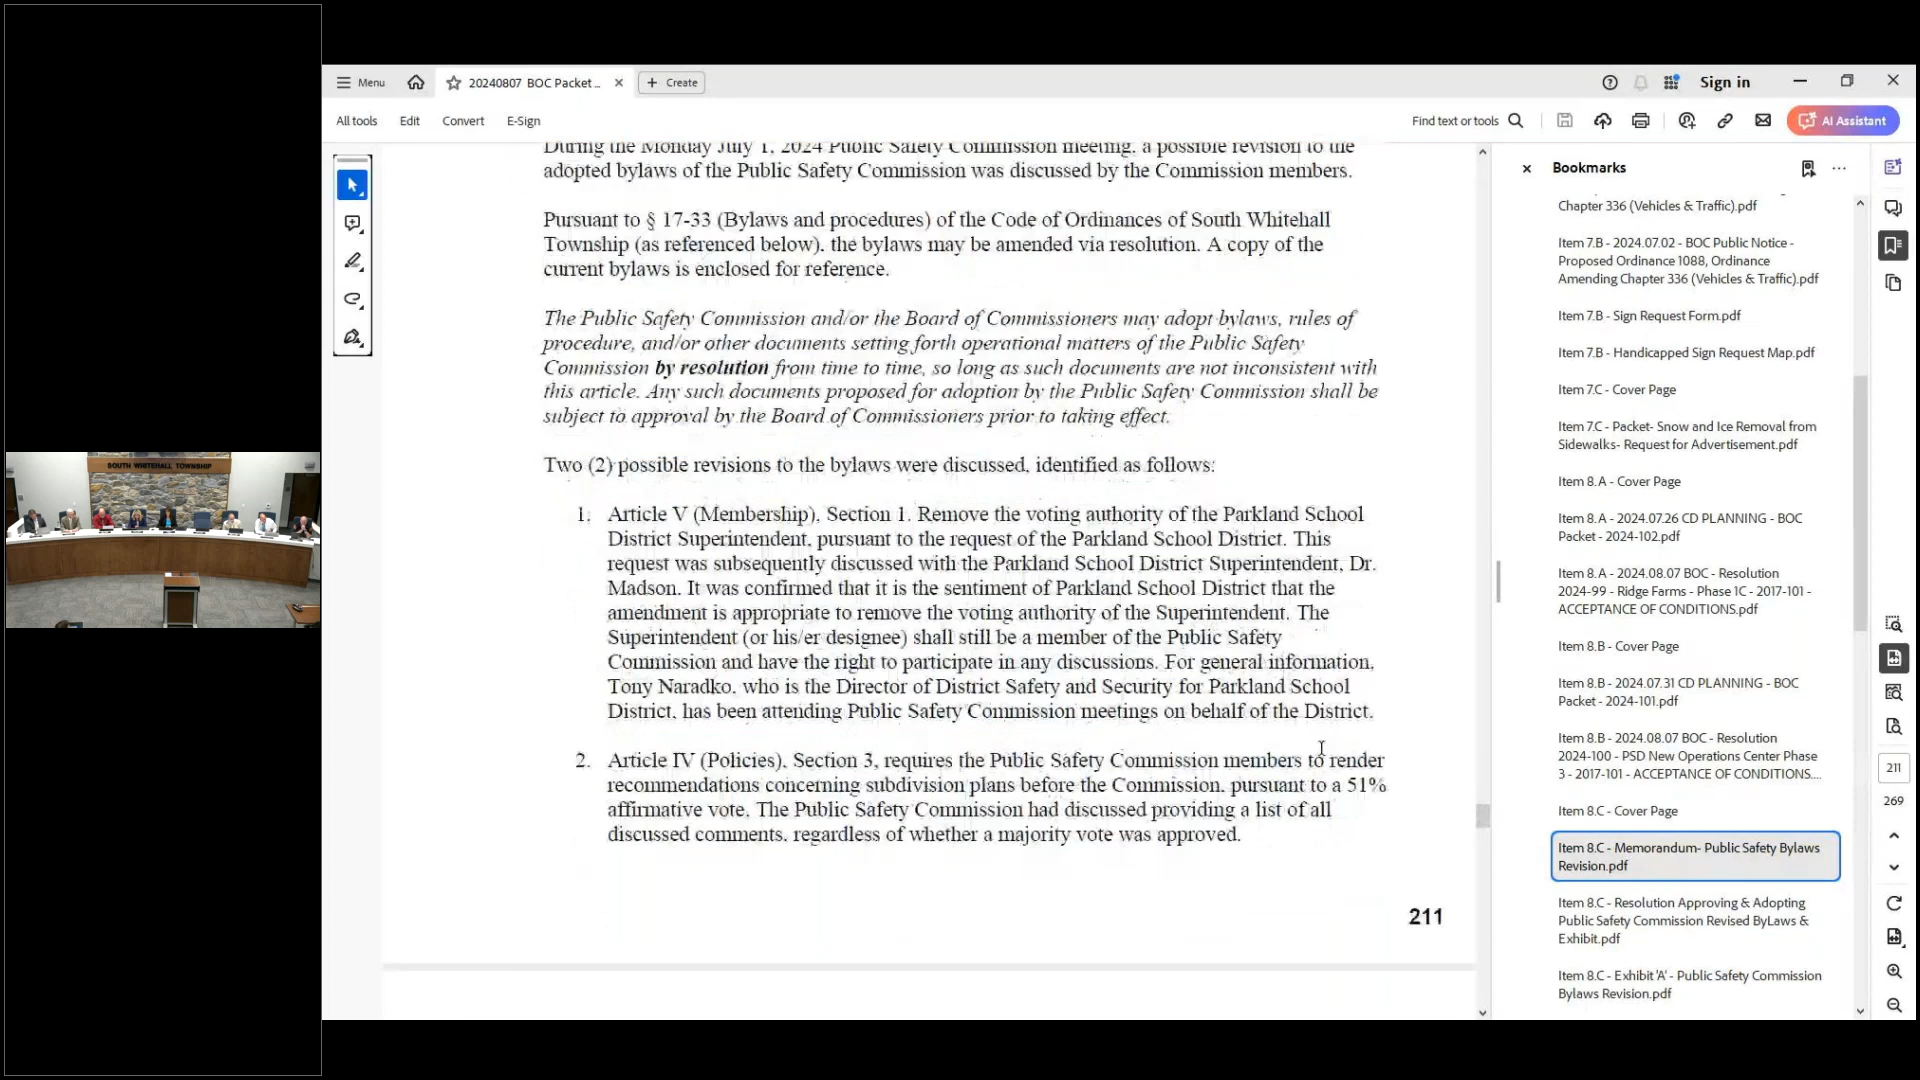 Menu
20240807 BOC Packet ...
Create
Sign in
All tools
Edit
Convert
E-Sign
Find text or tools
AI Assistant
During the Monday July 1, 2024 Public Safety Commission meeting, a possible revision to the
adopted bylaws of the Public Safety Commission was discussed by the Commission members.
Pursuant to § 17-33 (Bylaws and procedures) of the Code of Ordinances of South Whitehall
Township (as referenced below), the bylaws may be amended via resolution. A copy of the
current bylaws is enclosed for reference.
The Public Safety Commission and/or the Board of Commissioners may adopt bylaws, rules of
procedure, and/or other documents setting forth operational matters of the Public Safety
Commission by resolution from time to time, so long as such documents are not inconsistent with
this article. Any such documents proposed for adoption by the Public Safety Commission shall be
subject to approval by the Board of Commissioners prior to taking effect.
Two (2) possible revisions to the bylaws were discussed, identified as follows:
1. Article V (Membership), Section 1. Remove the voting authority of the Parkland School
District Superintendent, pursuant to the request of the Parkland School District. This
request was subsequently discussed with the Parkland School District Superintendent, Dr.
Madson. It was confirmed that it is the sentiment of Parkland School District that the
amendment is appropriate to remove the voting authority of the Superintendent. The
Superintendent (or his/er designee) shall still be a member of the Public Safety
Commission and have the right to participate in any discussions. For general information,
Tony Naradko, who is the Director of District Safety and Security for Parkland School
District, has been attending Public Safety Commission meetings on behalf of the District.
2. Article IV (Policies), Section 3, requires the Public Safety Commission members to render
recommendations concerning subdivision plans before the Commission, pursuant to a 51%
affirmative vote. The Public Safety Commission had discussed providing a list of all
discussed comments, regardless of whether a majority vote was approved.
211
Bookmarks
Chapter 336 (Vehicles & Traffic).pdf
Item 7.B - 2024.07.02 - BOC Public Notice -
Proposed Ordinance 1088, Ordinance
Amending Chapter 336 (Vehicles & Traffic).pdf
Item 7.B - Sign Request Form.pdf
Item 7.B - Handicapped Sign Request Map.pdf
Item 7.C - Cover Page
Item 7.C - Packet- Snow and Ice Removal from
Sidewalks- Request for Advertisement.pdf
Item 8.A - Cover Page
Item 8.A - 2024.07.26 CD PLANNING - BOC
Packet - 2024-102.pdf
Item 8.A - 2024.08.07 BOC - Resolution
2024-99 - Ridge Farms - Phase 1C - 2017-101 -
ACCEPTANCE OF CONDITIONS.pdf
Item 8.B - Cover Page
Item 8.B - 2024.07.31 CD PLANNING - BOC
Packet - 2024-101.pdf
Item 8.B - 2024.08.07 BOC - Resolution
2024-100 - PSD New Operations Center Phase
3 - 2017-101 - ACCEPTANCE OF CONDITIONS....
Item 8.C - Cover Page
Item 8.C - Memorandum- Public Safety Bylaws
Revision.pdf
Item 8.C - Resolution Approving & Adopting
Public Safety Commission Revised ByLaws &
Exhibit.pdf
Item 8.C - Exhibit 'A' - Public Safety Commission
Bylaws Revision.pdf
211
269
SOUTH WHITEHALL TOWNSHIP